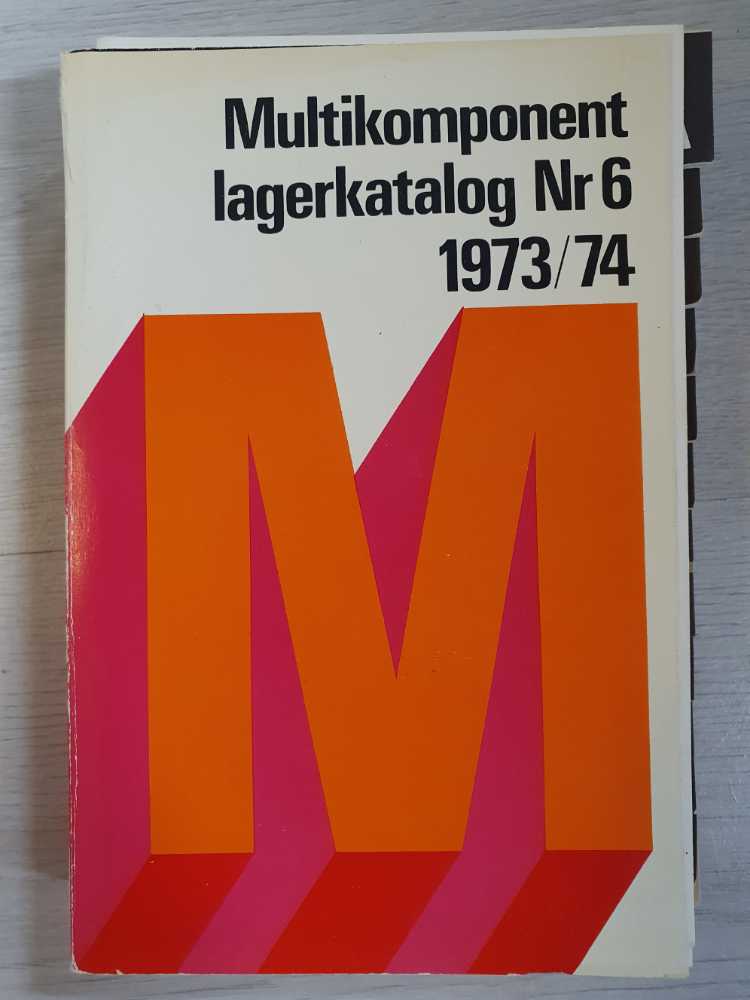 Multikomponent
lagerkatalog Nr 6
1973/74
M